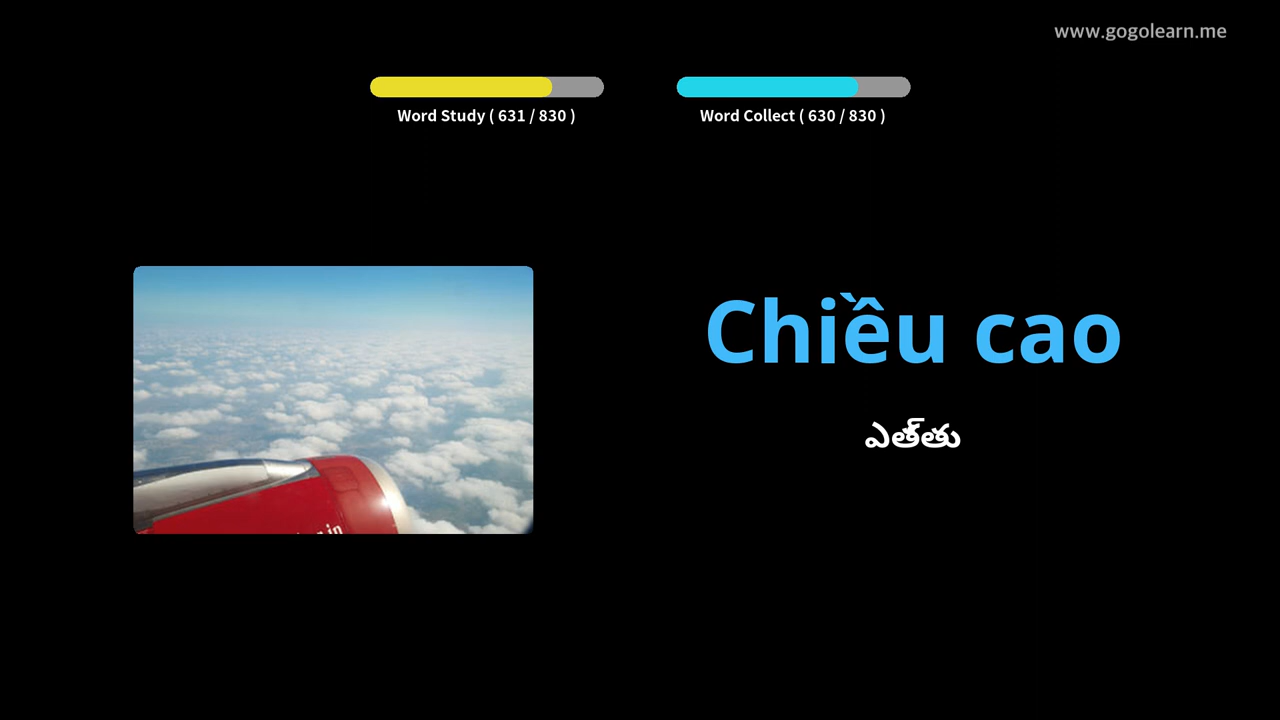 www.gogolearn.me
Word Study ( 631 / 830 )
Word Collect ( 630 / 830 )
Chiều cao
ఎత్తు